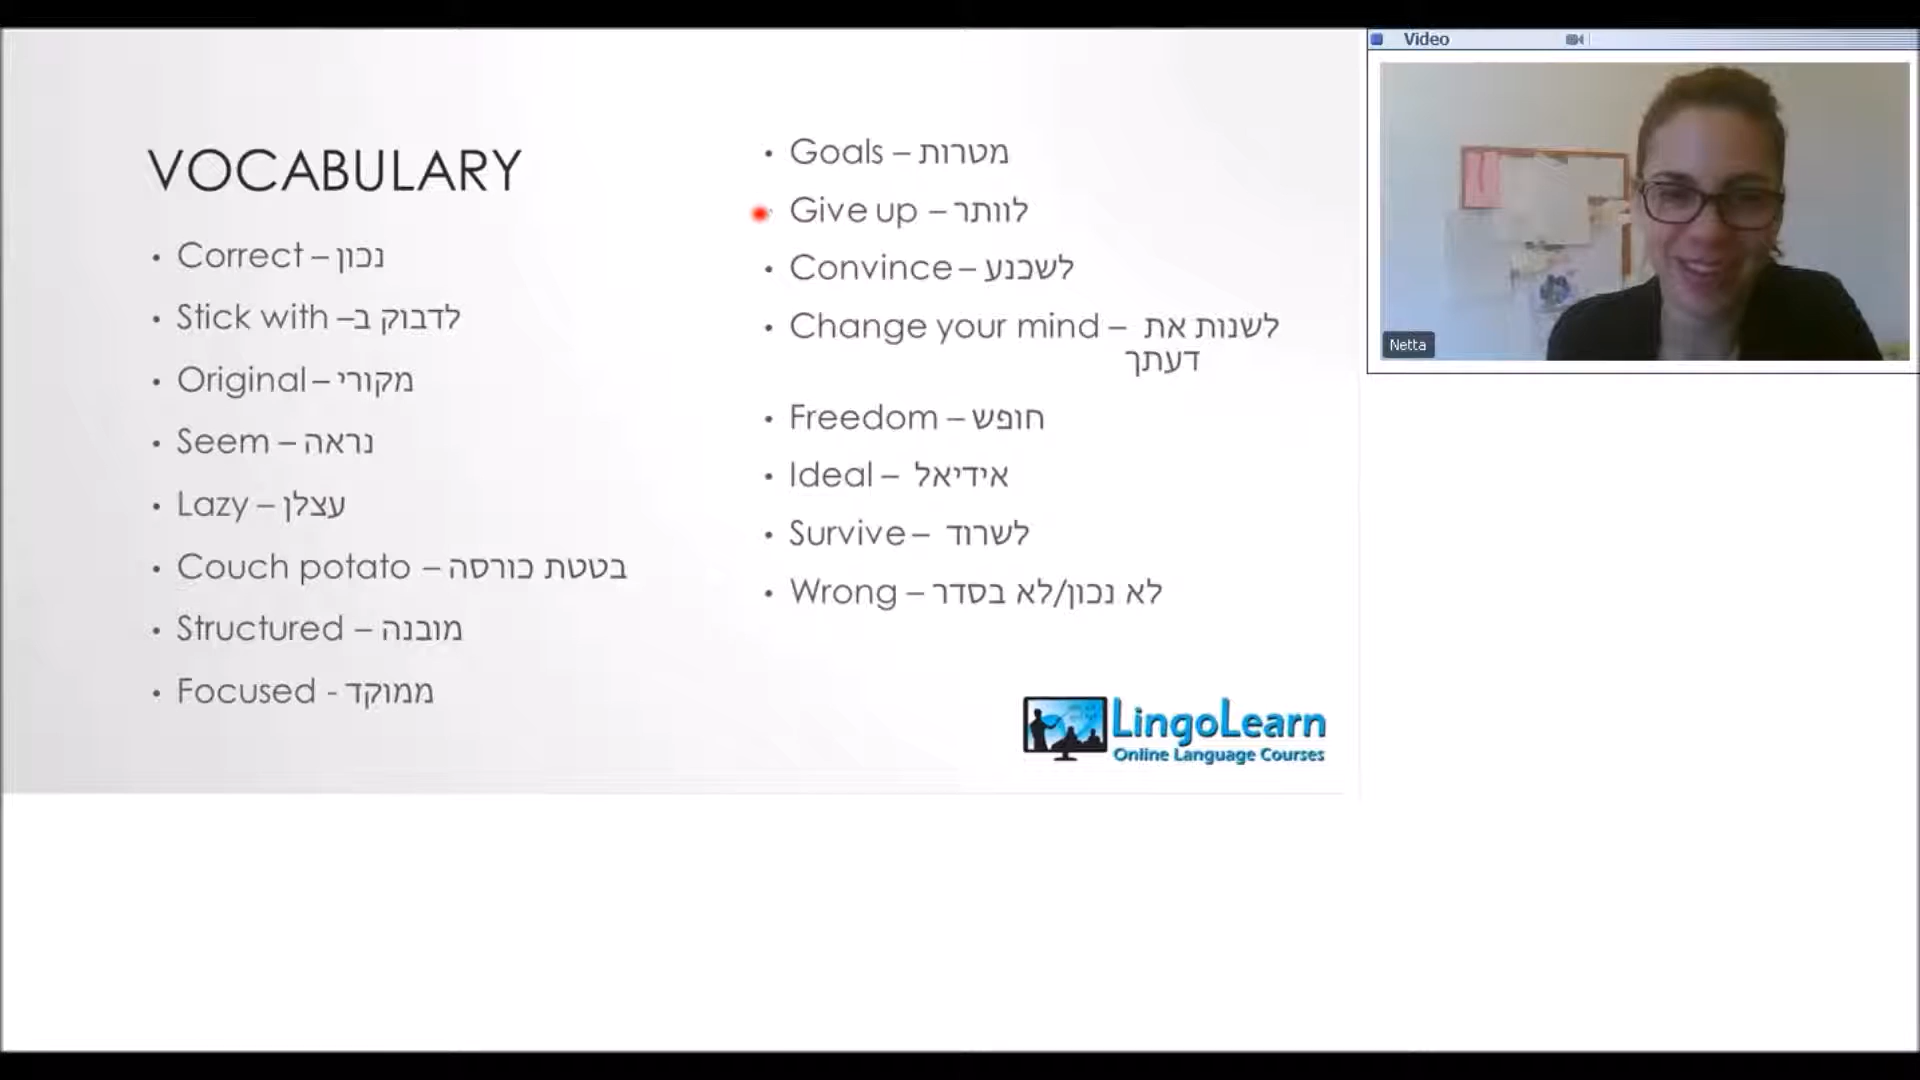 VOCABULARY
Correct – נכון
Stick with – לדבוק ב
Original – מקורי
Seem – נראה
Lazy – עצלן
Couch potato – בטטת כורסה
Structured – מובנה
Focused - ממוקד
Goals – מטרות
Give up – לוותר
Convince – לשכנע
Change your mind – לשנות את
דעתך
Freedom – חופש
Ideal – אידיאל
Survive – לשרוד
Wrong – לא נכון/לא בסדר
LingoLearn
Online Language Courses
Video
Netta